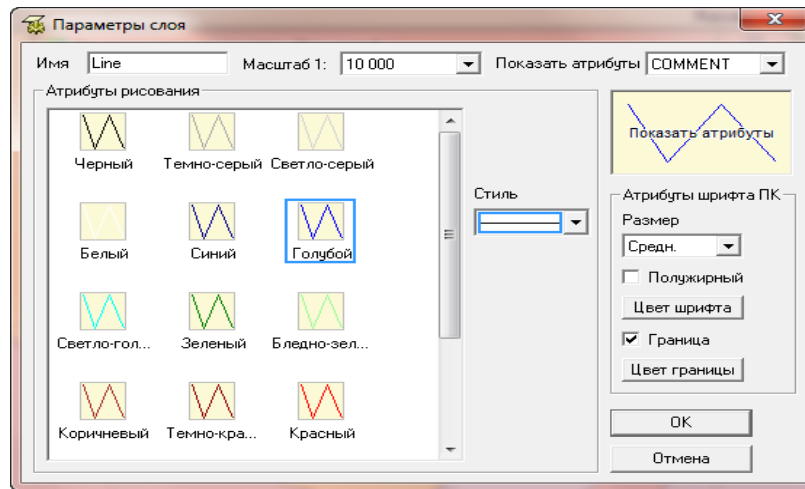 Параметры слоя
Имя Line Масштаб 1: 10 000 Показать атрибуты COMMENT
Атрибуты рисования
Черный Темно-серый Светло-серый
Белый Синий Голубой
Светло-гол... Зеленый Бледно-зел...
Коричневый Темно-кра... Красный
Стиль
Показать атрибуты
Атрибуты шрифта ПК
Размер
Средн.
Полужирный
Цвет шрифта
Граница
Цвет границы
OK
Отмена